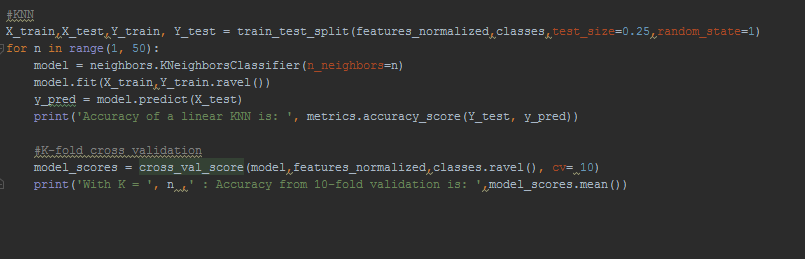 #KNN
X_train,X_test,Y_train, Y_test = train_test_split(features_normalized,classes,test_size=0.25,random_state=1)
for n in range(1, 50):
    model = neighbors.KNeighborsClassifier(n_neighbors=n)
    model.fit(X_train,Y_train.ravel())
    y_pred = model.predict(X_test)
    print('Accuracy of a linear KNN is: ', metrics.accuracy_score(Y_test, y_pred))
    #K-fold cross validation
    model_scores = cross_val_score(model,features_normalized,classes.ravel(), cv= 10)
    print('With K = ', n ,' : Accuracy from 10-fold validation is: ',model_scores.mean())